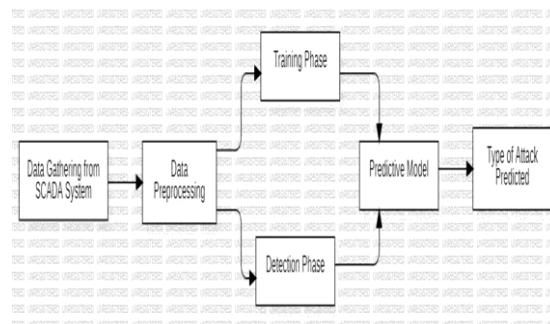 Training Phase
Data Gathering from
SCADA System
Data
Preprocessing
Predictive Model
Type of Attack
Predicted
Detection Phase